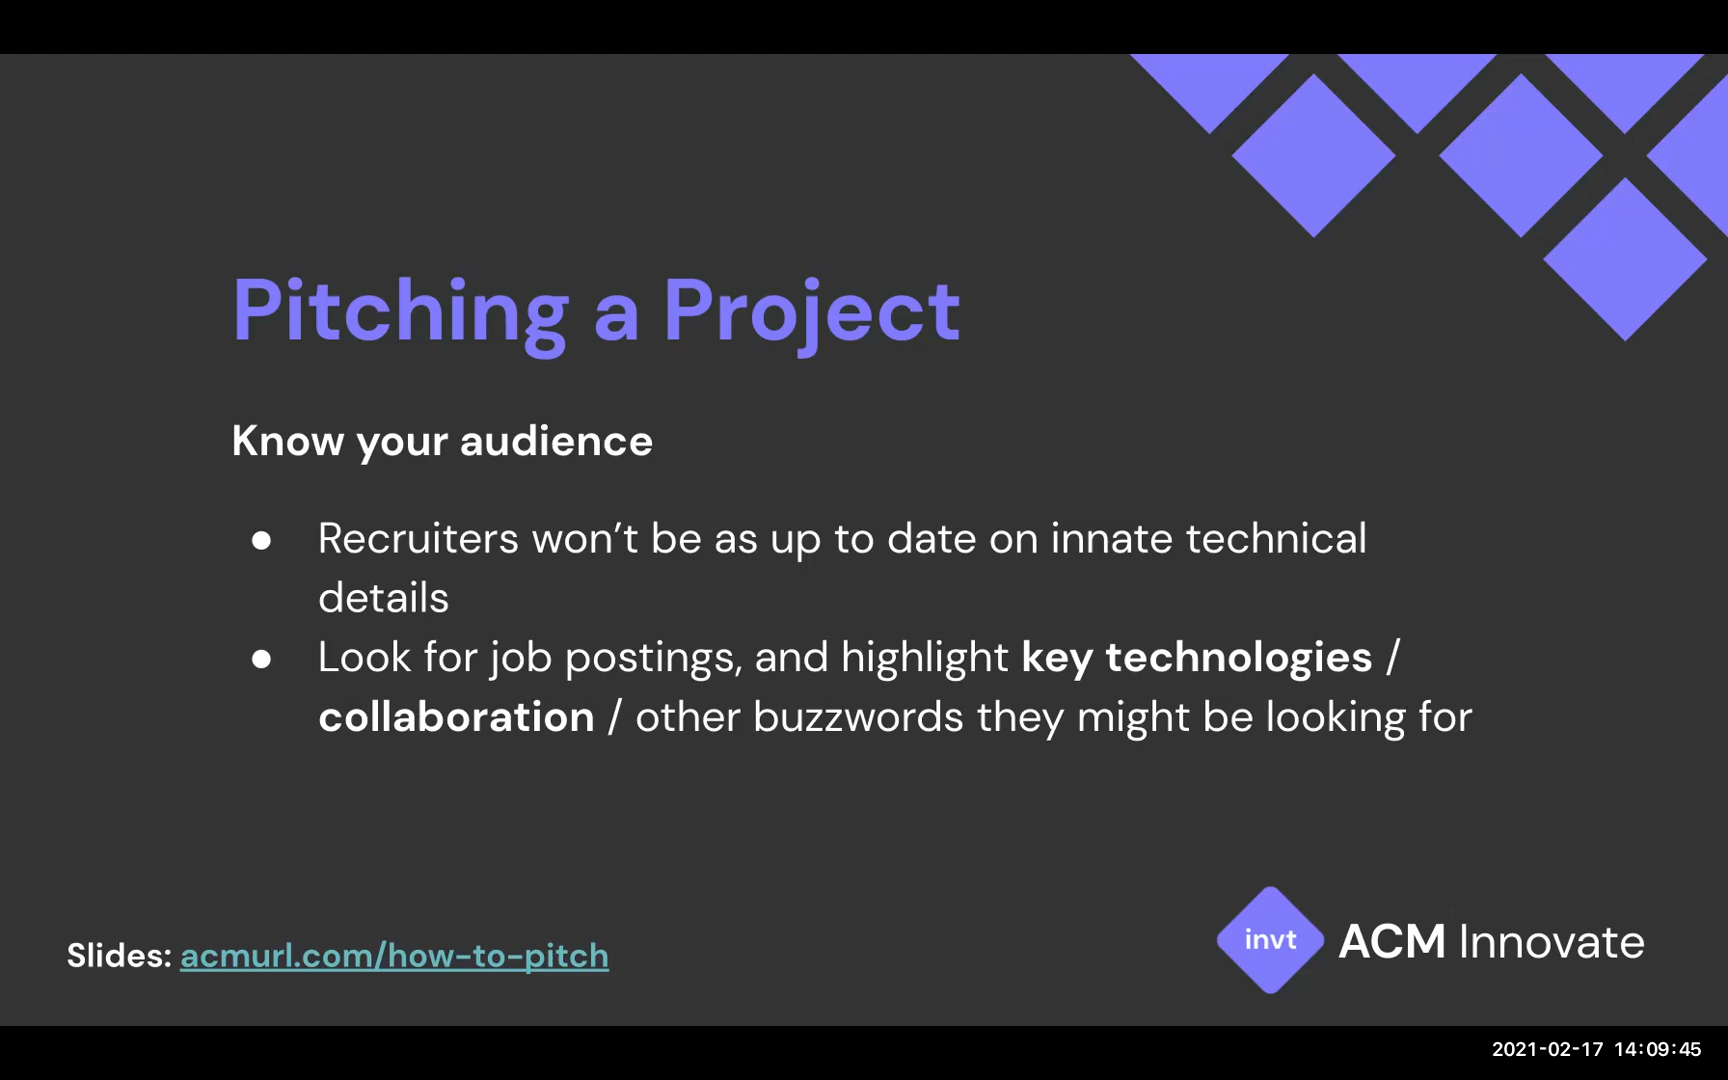 Pitching a Project
Know your audience
● Recruiters won’t be as up to date on innate technical
details
● Look for job postings, and highlight key technologies /
collaboration / other buzzwords they might be looking for
Slides: acmurl.com/how-to-pitch
invt ACM Innovate
2021-02-17 14:09:45